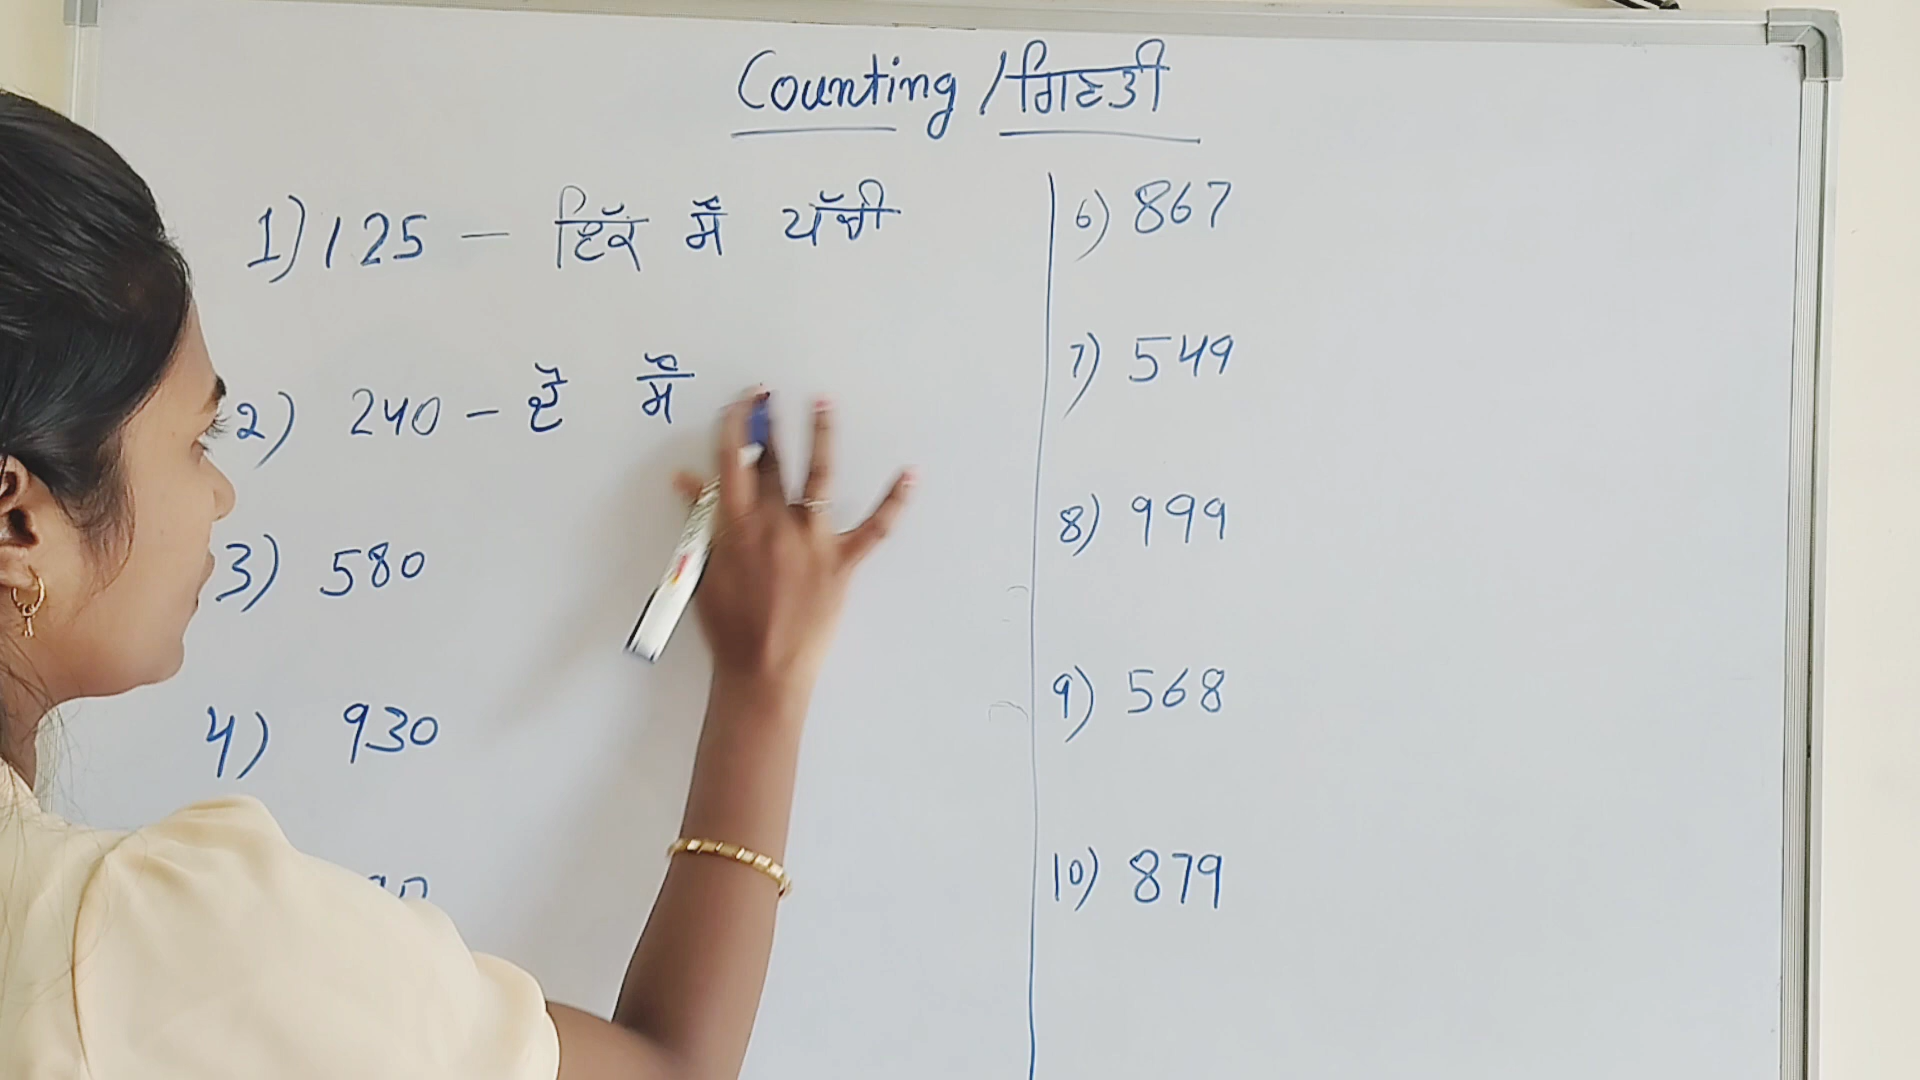 Counting / ਗਿਣਤੀ
1) 125 – ਇੱਕ ਸੌ ਪੱਚੀ
2) 240 – ਦੋ ਸੌ
3) 580
4) 930
6) 867
7) 549
8) 999
9) 568
10) 879